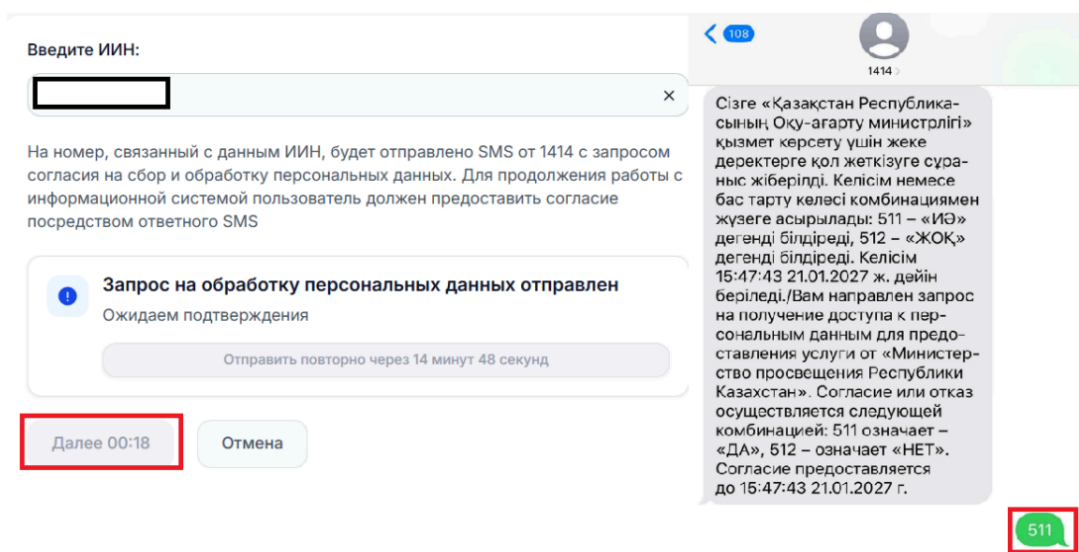 Введите ИИН:
На номер, связанный с данным ИИН, будет отправлено SMS от 1414 с запросом
согласия на сбор и обработку персональных данных. Для продолжения работы с
информационной системой пользователь должен предоставить согласие
посредством ответного SMS
Запрос на обработку персональных данных отправлен
Ожидаем подтверждения
Отправить повторно через 14 минут 48 секунд
Далее 00:18
Отмена
108
1414
Сізге «Қазақстан Республика-
сының Оқу-ағарту министрлігі»
қызмет көрсету үшін жеке
деректерге қол жеткізуге сұра-
ныс жіберілді. Келісім немесе
бас тарту келесі комбинациямен
жүзеге асырылады: 511 – «ИӘ»
дегенді білдіреді, 512 – «ЖОҚ»
дегенді білдіреді. Келісім
15:47:43 21.01.2027 ж. дейін
беріледі./Вам направлен запрос
на получение доступа к пер-
сональным данным для предо-
ставления услуги от «Министер-
ство просвещения Республики
Казахстан». Согласие или отказ
осуществляется следующей
комбинацией: 511 означает –
«ДА», 512 – означает «НЕТ».
Согласие предоставляется
до 15:47:43 21.01.2027 г.
511